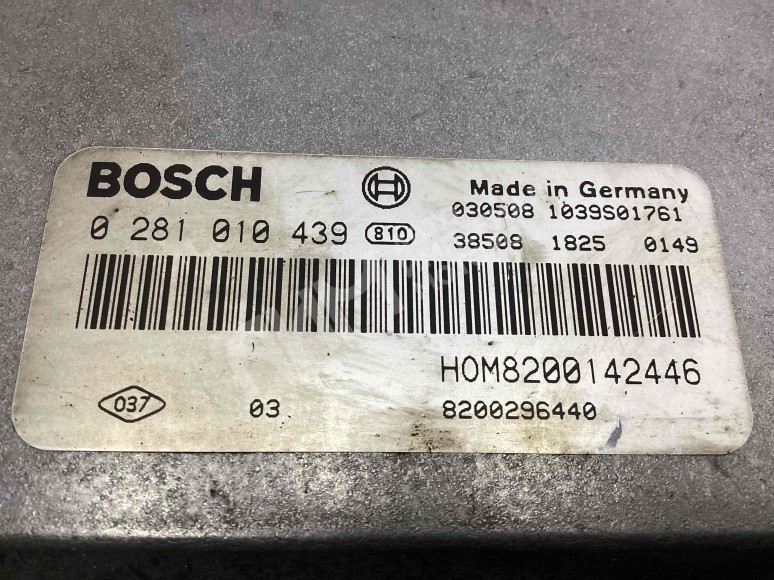 BOSCH
Made in Germany
030508 1039S01761
0 281 010 439 810
38508 1825 0149
HOM8200142446
037 03 8200296440